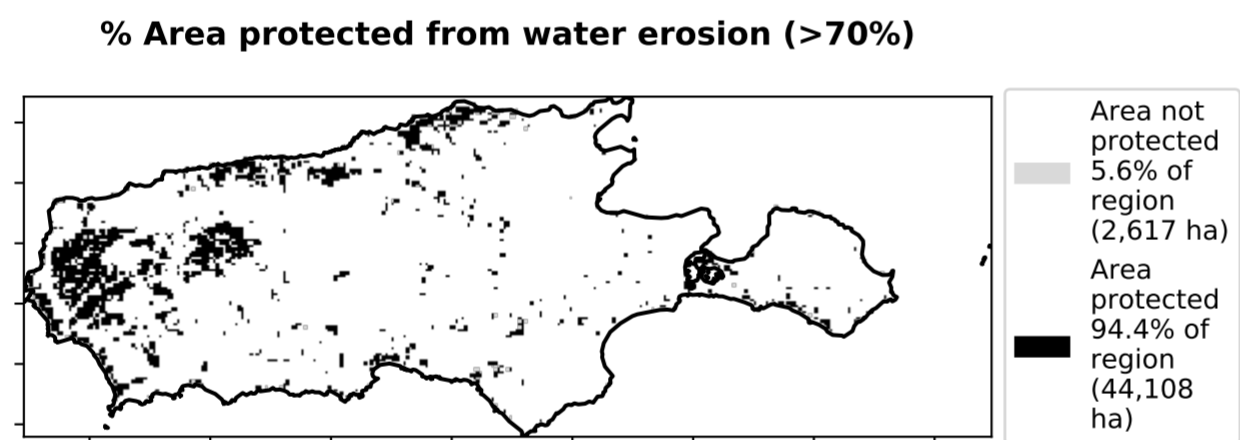 % Area protected from water erosion (>70%)
Area not
protected
5.6% of
region
(2,617 ha)
Area
protected
94.4% of
region
(44,108
ha)